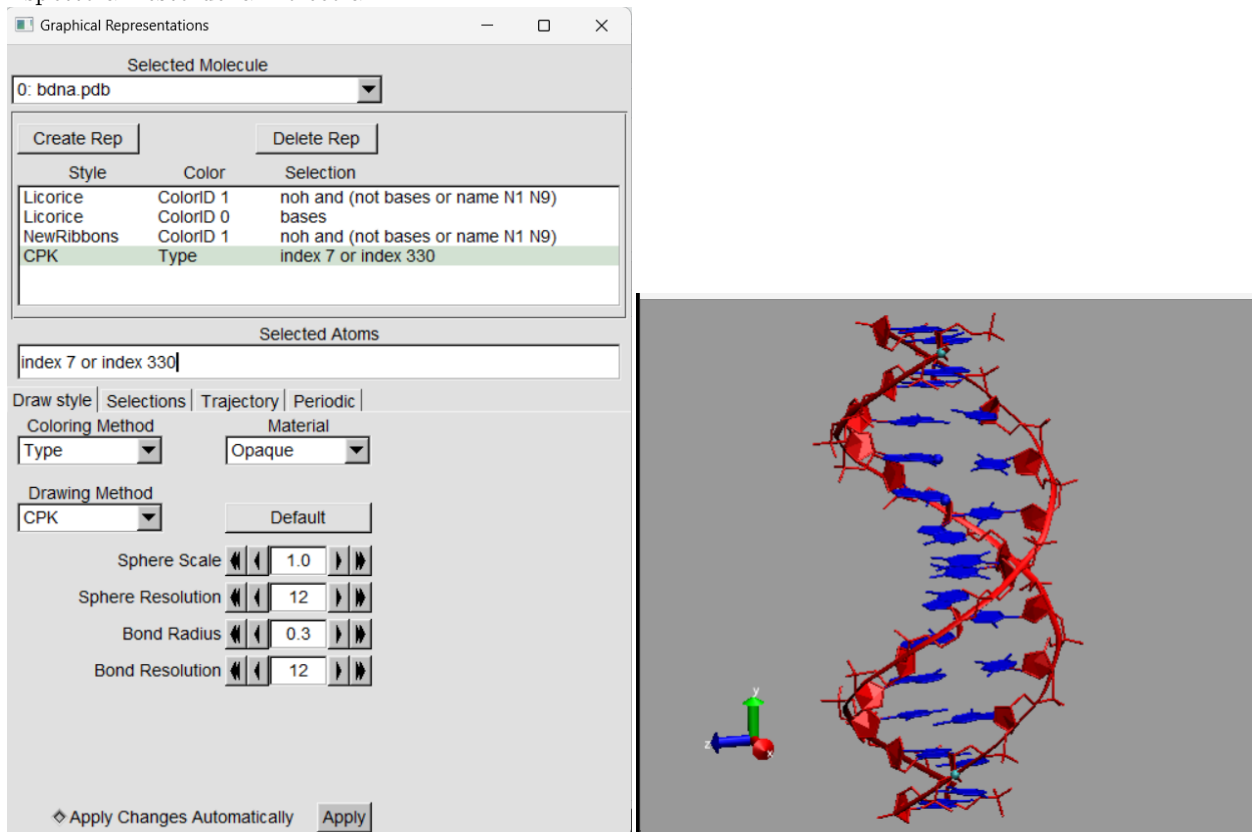 Graphical Representations
Selected Molecule
0: bdna.pdb
Create Rep Delete Rep
Style Color Selection
Licorice ColorID 1 noh and (not bases or name N1 N9)
Licorice ColorID 0 bases
NewRibbons ColorID 1 noh and (not bases or name N1 N9)
CPK Type index 7 or index 330
Selected Atoms
index 7 or index 330
Draw style Selections Trajectory Periodic
Coloring Method Material
Type Opaque
Drawing Method
CPK Default
Sphere Scale 1.0
Sphere Resolution 12
Bond Radius 0.3
Bond Resolution 12
Apply Changes Automatically Apply
y
z
x